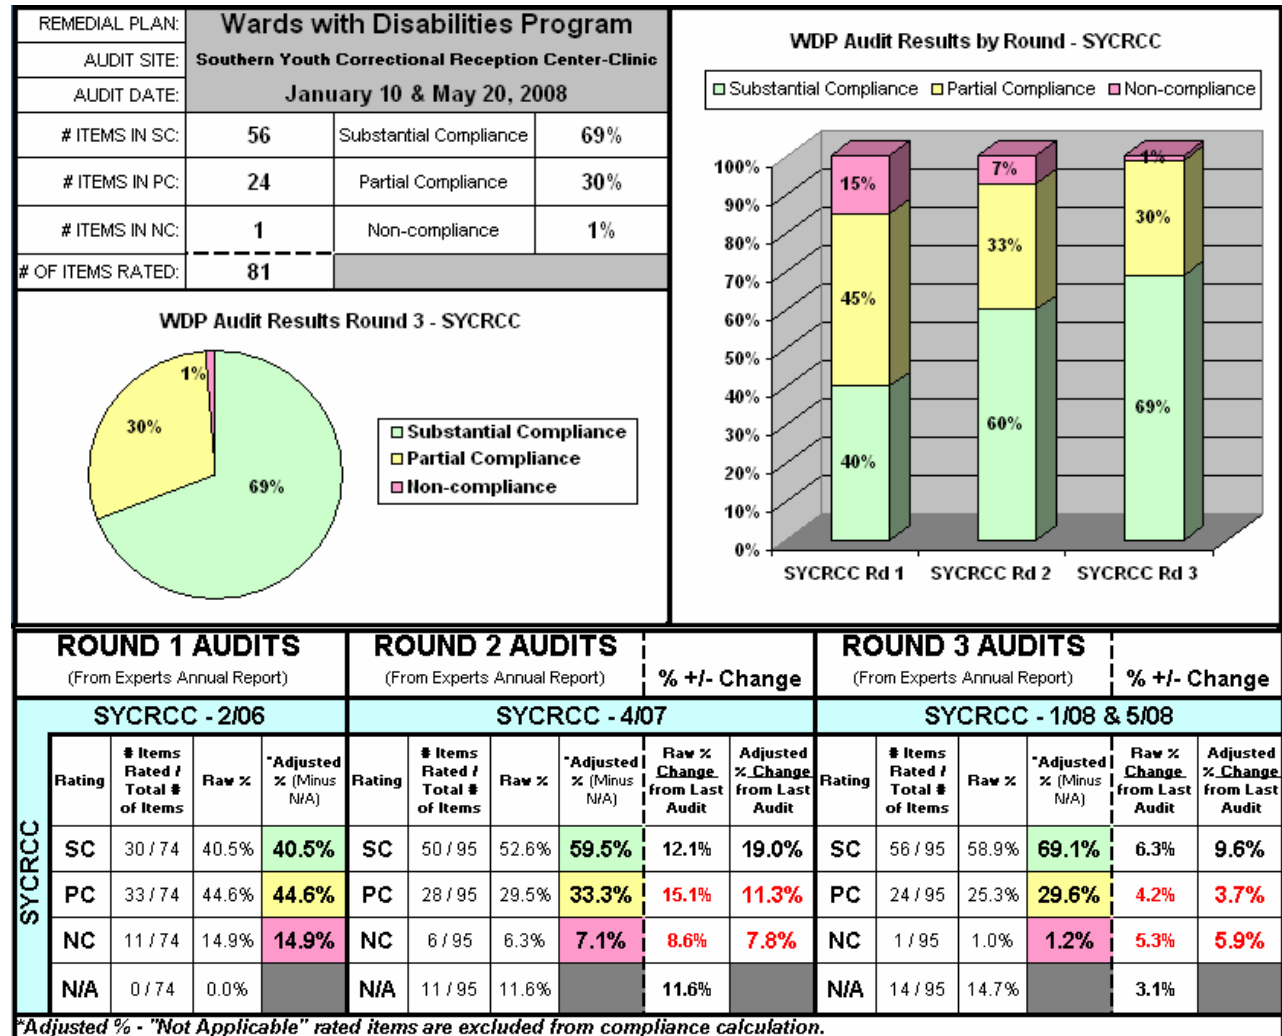 REMEDIAL PLAN: Wards with Disabilities Program
AUDIT SITE: Southern Youth Correctional Reception Center-Clinic
AUDIT DATE: January 10 & May 20, 2008
# ITEMS IN SC: 56 Substantial Compliance 69%
# ITEMS IN PC: 24 Partial Compliance 30%
# ITEMS IN NC: 1 Non-compliance 1%
# OF ITEMS RATED: 81
WDP Audit Results Round 3 - SYCRCC
1%
30%
69%
Substantial Compliance
Partial Compliance
Non-compliance
WDP Audit Results by Round - SYCRCC
Substantial Compliance Partial Compliance Non-compliance
100%
90%
80%
70%
60%
50%
40%
30%
20%
10%
0%
15% 7% 1%
45% 33% 30%
40% 60% 69%
SYCRCC Rd 1 SYCRCC Rd 2 SYCRCC Rd 3
ROUND 1 AUDITS
(From Experts Annual Report)
ROUND 2 AUDITS
(From Experts Annual Report)
% +/- Change
ROUND 3 AUDITS
(From Experts Annual Report)
% +/- Change
SYCRCC - 2/06 SYCRCC - 4/07 SYCRCC - 1/08 & 5/08
SYCRCC
Rating
# Items
Rated /
Total #
of Items
Raw %
*Adjusted
% (Minus
N/A)
Rating
# Items
Rated /
Total #
of Items
Raw %
*Adjusted
% (Minus
N/A)
Raw %
Change
from Last
Audit
Adjusted
% Change
from Last
Audit
Rating
# Items
Rated /
Total #
of Items
Raw %
*Adjusted
% (Minus
N/A)
Raw %
Change
from Last
Audit
Adjusted
% Change
from Last
Audit
SC 30 / 74 40.5% 40.5% SC 50 / 95 52.6% 59.5% 12.1% 19.0% SC 56 / 95 58.9% 69.1% 6.3% 9.6%
PC 33 / 74 44.6% 44.6% PC 28 / 95 29.5% 33.3% 15.1% 11.3% PC 24 / 95 25.3% 29.6% 4.2% 3.7%
NC 11 / 74 14.9% 14.9% NC 6 / 95 6.3% 7.1% 8.6% 7.8% NC 1 / 95 1.0% 1.2% 5.3% 5.9%
N/A 0 / 74 0.0% N/A 11 / 95 11.6% 11.6% N/A 14 / 95 14.7% 3.1%
*Adjusted % - "Not Applicable" rated items are excluded from compliance calculation.